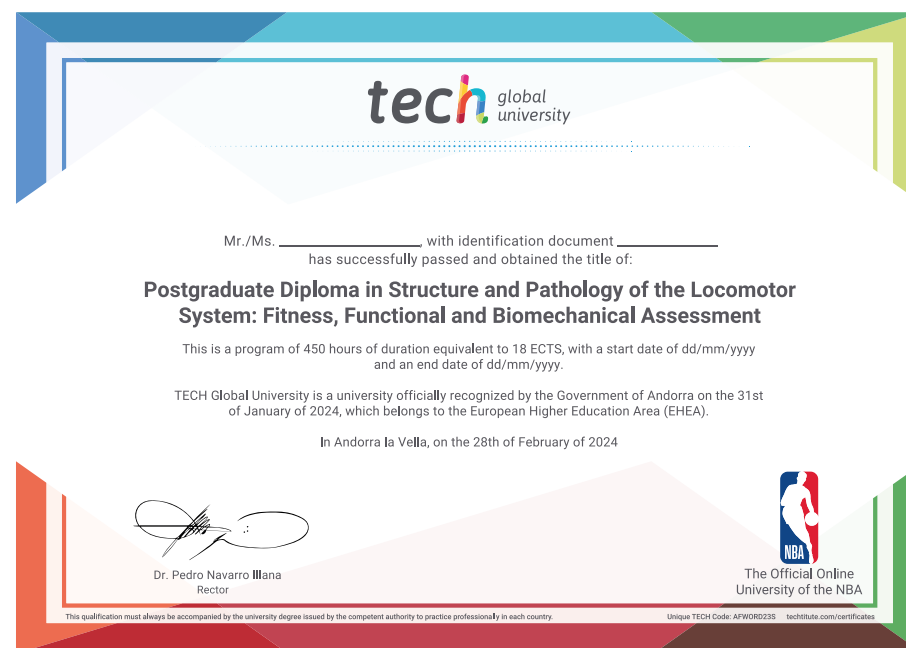 tech global university
Mr./Ms. ____________, with identification document ____________
has successfully passed and obtained the title of:
Postgraduate Diploma in Structure and Pathology of the Locomotor
System: Fitness, Functional and Biomechanical Assessment
This is a program of 450 hours of duration equivalent to 18 ECTS, with a start date of dd/mm/yyyy
and an end date of dd/mm/yyyy.
TECH Global University is a university officially recognized by the Government of Andorra on the 31st
of January of 2024, which belongs to the European Higher Education Area (EHEA).
In Andorra la Vella, on the 28th of February of 2024
Dr. Pedro Navarro Illana
Rector
NBA
The Official Online
University of the NBA
This qualification must always be accompanied by the university degree issued by the competent authority to practice professionally in each country.
Unique TECH Code: AFWORD23S techtitute.com/certificates